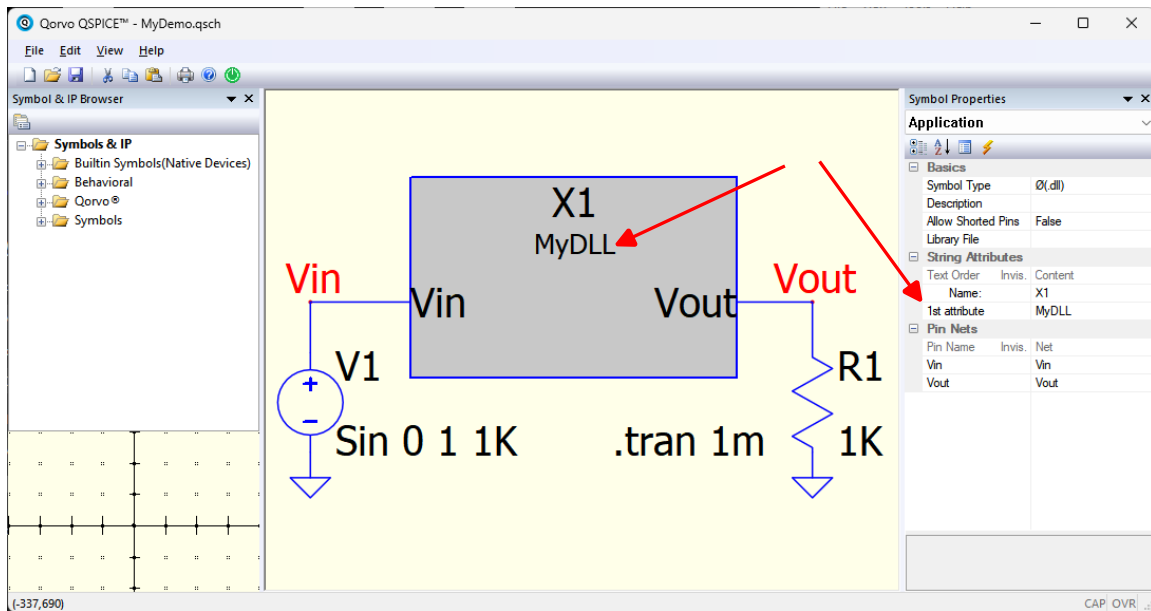 Qorvo QSPICE™ - MyDemo.qsch
File Edit View Help
Symbol & IP Browser
Symbols & IP
Builtin Symbols(Native Devices)
Behavioral
Qorvo®
Symbols
X1
MyDLL
Vin
Vout
Vin
Vout
V1
R1
Sin 0 1 1K
.tran 1m
1K
Symbol Properties
Application
Basics
Symbol Type Ø(.dll)
Description
Allow Shorted Pins False
Library File
String Attributes
Text Order Invis. Content
Name: X1
1st attribute MyDLL
Pin Nets
Pin Name Invis. Net
Vin Vin
Vout Vout
(-337,690)
CAP OVR